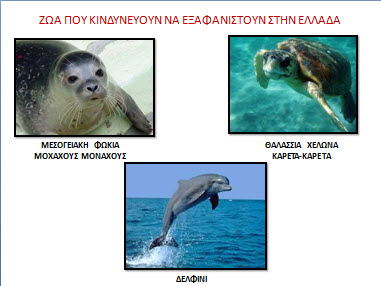 ΖΩΑ ΠΟΥ ΚΙΝΔΥΝΕΥΟΥΝ ΝΑ ΕΞΑΦΑΝΙΣΤΟΥΝ ΣΤΗΝ ΕΛΛΑΔΑ
ΜΕΣΟΓΕΙΑΚΗ ΦΩΚΙΑ
ΜΟΧΑΧΟΥΣ ΜΟΝΑΧΟΥΣ
ΘΑΛΑΣΣΙΑ ΧΕΛΩΝΑ
ΚΑΡΕΤΑ-ΚΑΡΕΤΑ
ΔΕΛΦΙΝΙ